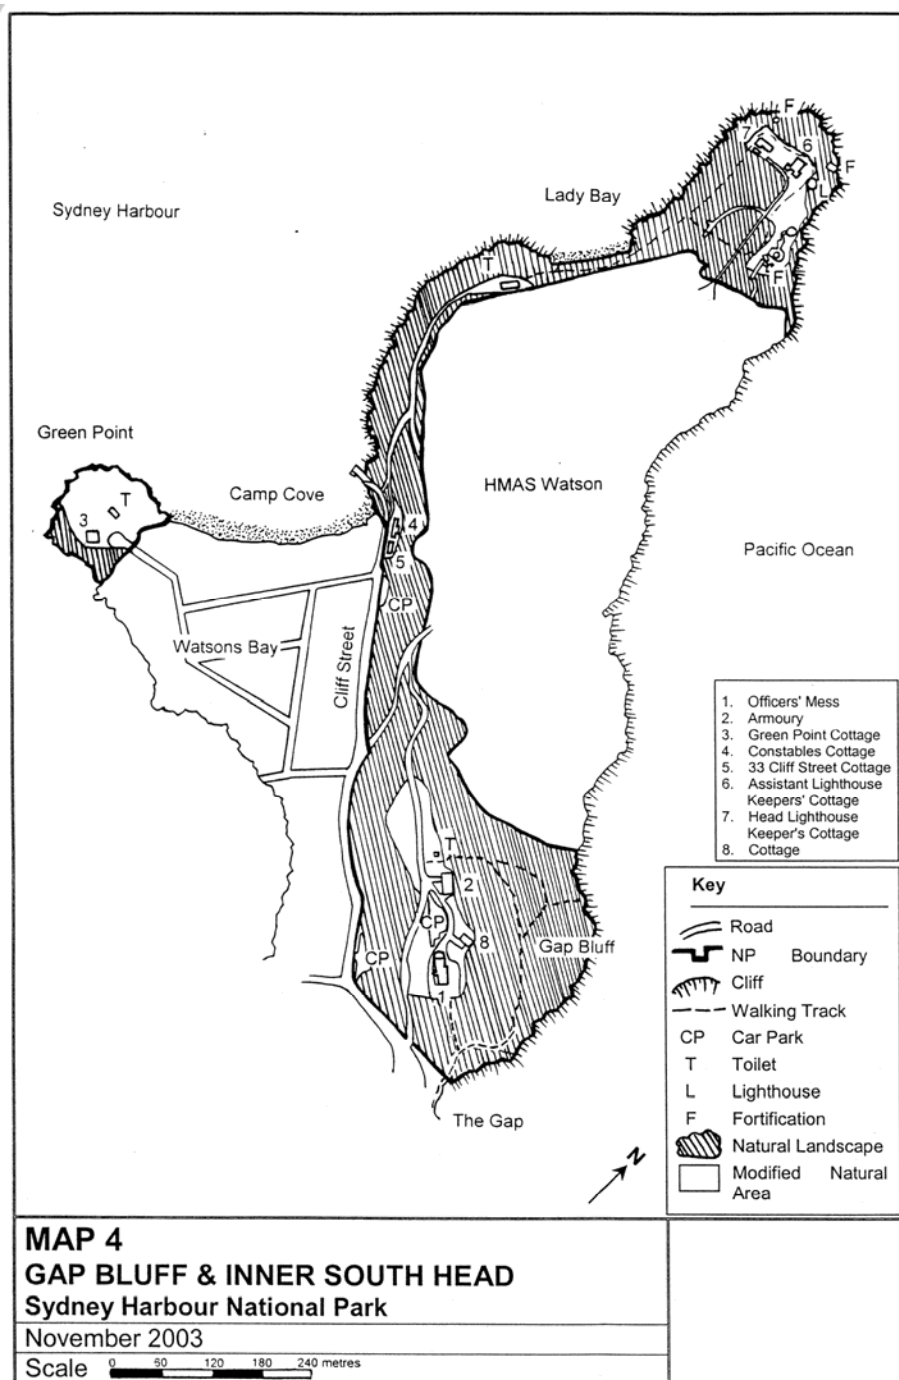 F
7
6
F
Lady Bay
L
Sydney Harbour
T
F
Green Point
HMAS Watson
Camp Cove
T
3
4
Pacific Ocean
5
CP
Watsons Bay
Cliff Street
1. Officers' Mess
2. Armoury
3. Green Point Cottage
4. Constables Cottage
5. 33 Cliff Street Cottage
6. Assistant Lighthouse
Keepers' Cottage
7. Head Lighthouse
Keeper's Cottage
8. Cottage
T
2
CP
8
Gap Bluff
CP
1
The Gap
Key
Road
NP Boundary
Cliff
Walking Track
CP Car Park
T Toilet
L Lighthouse
F Fortification
Natural Landscape
Modified Natural
Area
N
MAP 4
GAP BLUFF & INNER SOUTH HEAD
Sydney Harbour National Park
November 2003
Scale 0 60 120 180 240 metres